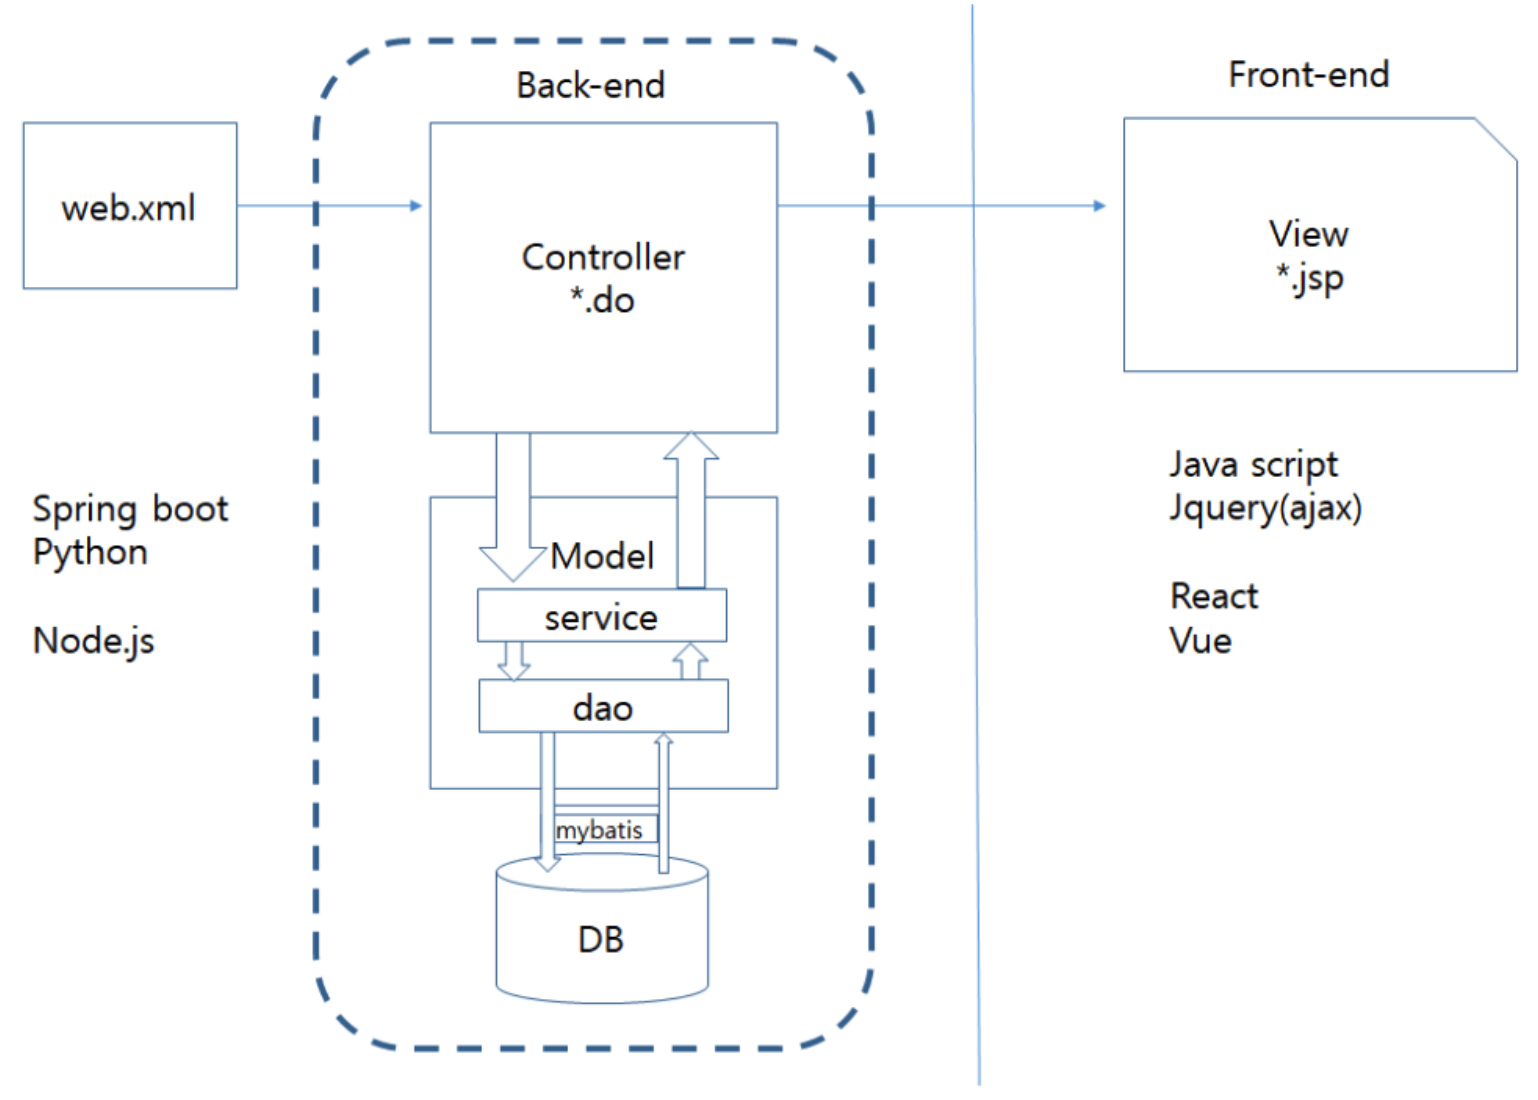 Back-end
Front-end
web.xml
Controller
*.do
View
*.jsp
Spring boot
Python
Node.js
Model
service
dao
mybatis
DB
Java script
Jquery(ajax)
React
Vue